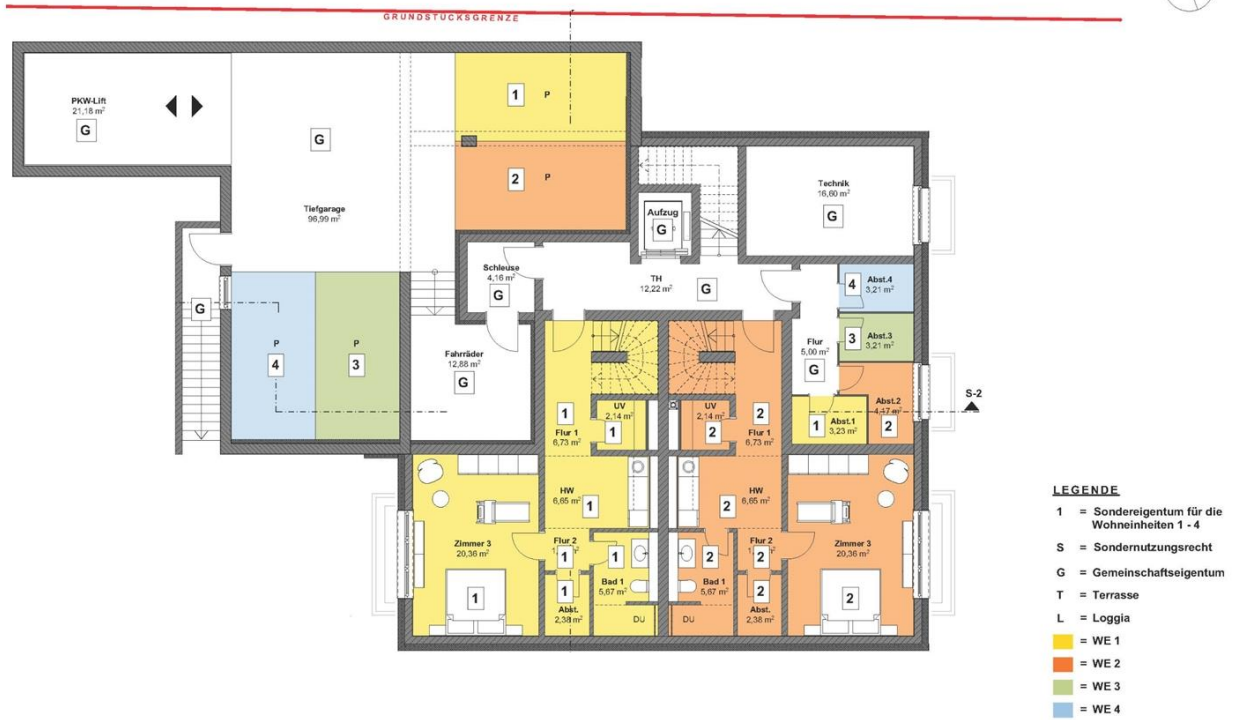 GRUNDSTÜCKSGRENZE
PKW-Lift
21,18 m²
G
G
1 P
2 P
Tiefgarage
96,99 m²
Technik
16,60 m²
G
Aufzug
G
Schleuse
4,16 m²
G
TH
12,22 m²
G
4
Abst.4
3,21 m²
3
Abst.3
3,21 m²
Flur
5,00 m²
G
G
P
4
P
3
Fahrräder
12,88 m²
G
1
Flur 1
6,73 m²
UV
2,14 m²
1
UV
2,14 m²
2
2
Flur 1
6,73 m²
1
Abst.1
3,23 m²
Abst.2
4,17 m²
2
S-2
HW
6,65 m²
1
HW
6,65 m²
2
Zimmer 3
20,36 m²
1
Flur 2
1
1
Bad 1
5,67 m²
1
Abst.
2,38 m²
DU
2
Bad 1
5,67 m²
DU
Flur 2
2
2
Abst.
2,38 m²
Zimmer 3
20,36 m²
2
LEGENDE
1 = Sondereigentum für die
Wohneinheiten 1 - 4
S = Sondernutzungsrecht
G = Gemeinschaftseigentum
T = Terrasse
L = Loggia
= WE 1
= WE 2
= WE 3
= WE 4